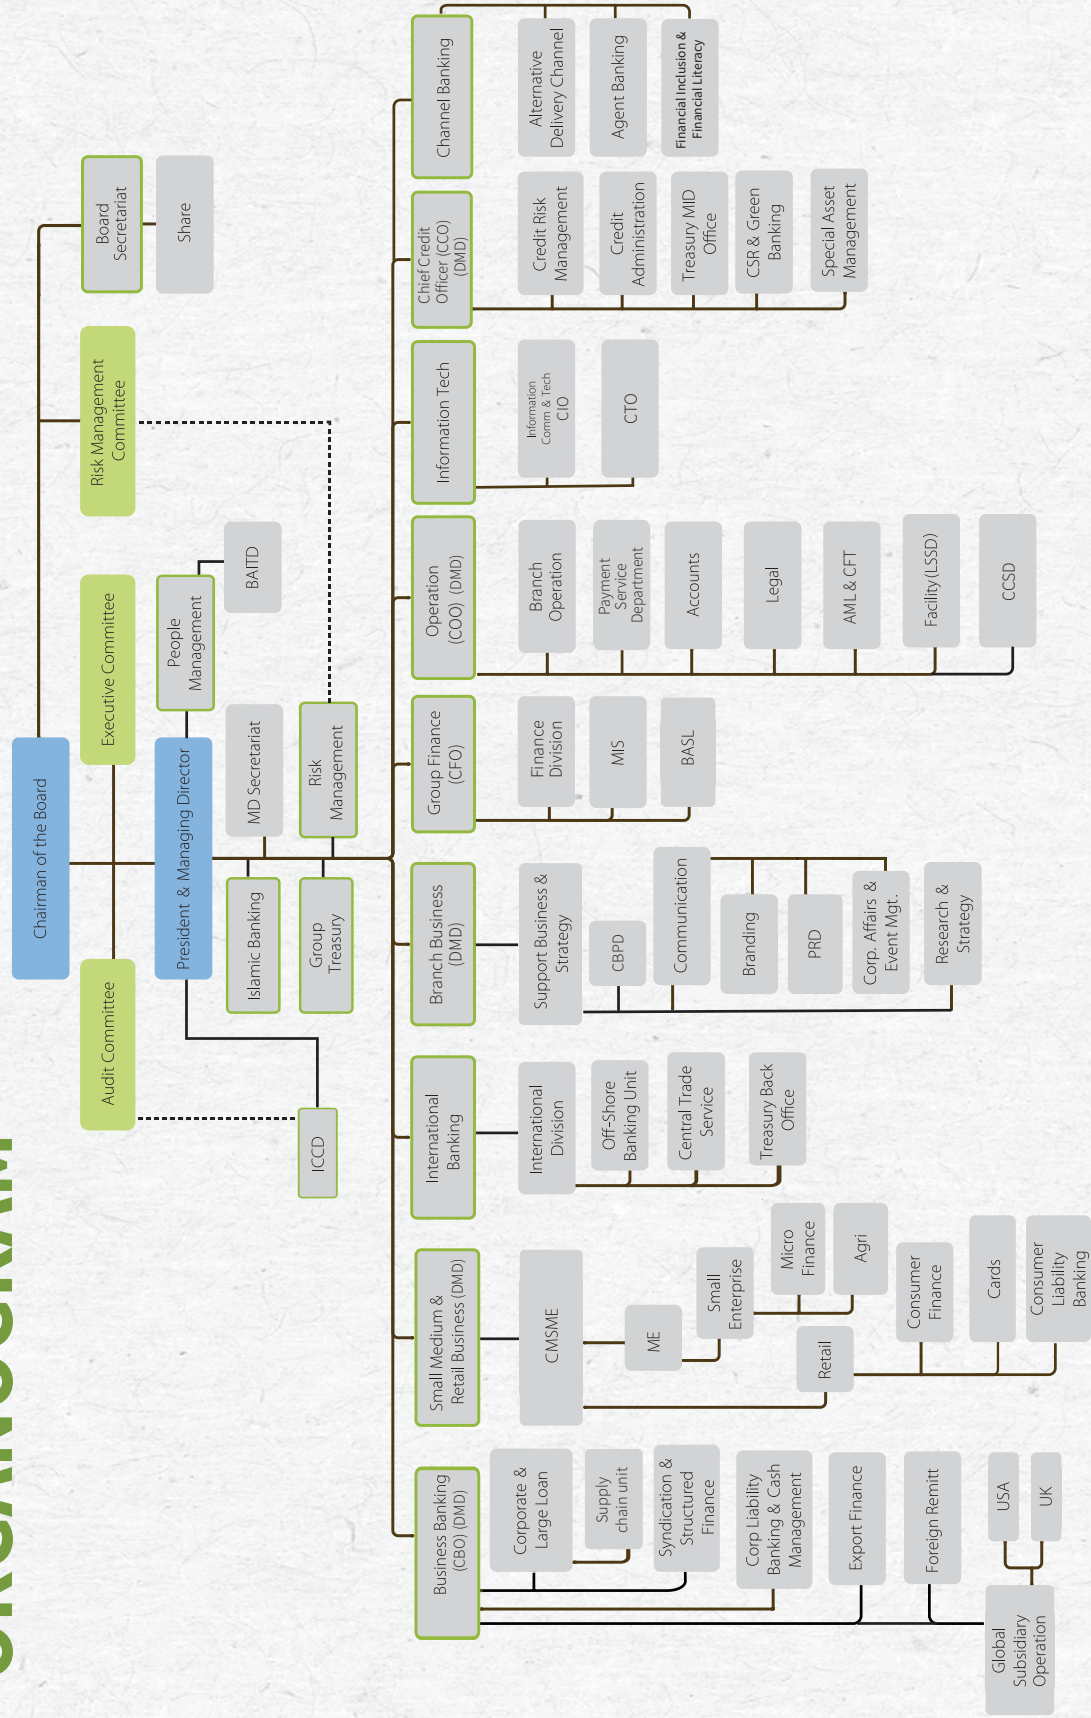 ORGANOGRAM
Chairman of the Board
Audit Committee
Executive Committee
Risk Management
Committee
Board
Secretariat
Share
President & Managing Director
People
Management
BAITD
ICCD
Islamic Banking
MD Secretariat
Group
Treasury
Risk
Management
Business Banking
(CBO) (DMD)
Corporate &
Large Loan
Supply
chain unit
Syndication &
Structured
Finance
Corp Liability
Banking & Cash
Management
Export Finance
Foreign Remitt
Global
Subsidiary
Operation
USA
UK
Small Medium &
Retail Business (DMD)
CMSME
ME
Small
Enterprise
Micro
Finance
Agri
Retail
Consumer
Finance
Cards
Consumer
Liability
Banking
International
Banking
International
Division
Off-Shore
Banking Unit
Central Trade
Service
Treasury Back
Office
Branch Business
(DMD)
Support Business &
Strategy
CBPD
Communication
Branding
PRD
Corp. Affairs &
Event Mgt.
Research &
Strategy
Group Finance
(CFO)
Finance
Division
MIS
BASL
Operation
(COO) (DMD)
Branch
Operation
Payment
Service
Department
Accounts
Legal
AML & CFT
Facility (LSSD)
CCSD
Information Tech
Information
Comm & Tech
CIO
CTO
Chief Credit
Officer (CCO)
(DMD)
Credit Risk
Management
Credit
Administration
Treasury MID
Office
CSR & Green
Banking
Special Asset
Management
Channel Banking
Alternative
Delivery Channel
Agent Banking
Financial Inclusion &
Financial Literacy